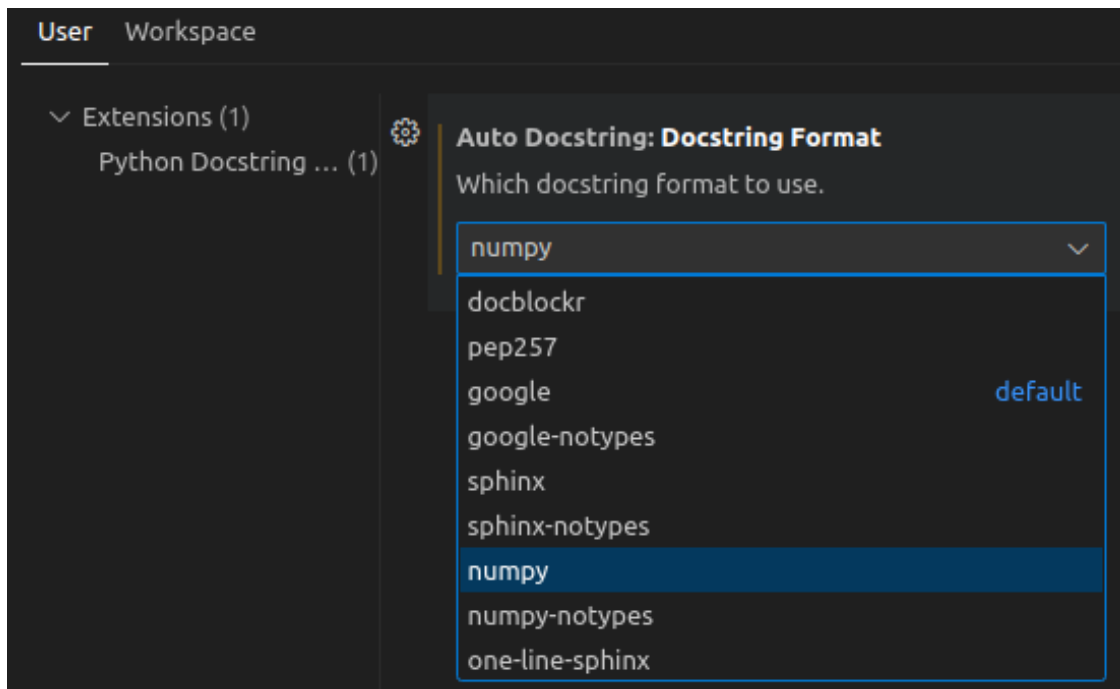 User Workspace
Extensions (1)
Python Docstring ... (1)
Auto Docstring: Docstring Format
Which docstring format to use.
numpy
docblockr
pep257
google default
google-notypes
sphinx
sphinx-notypes
numpy
numpy-notypes
one-line-sphinx